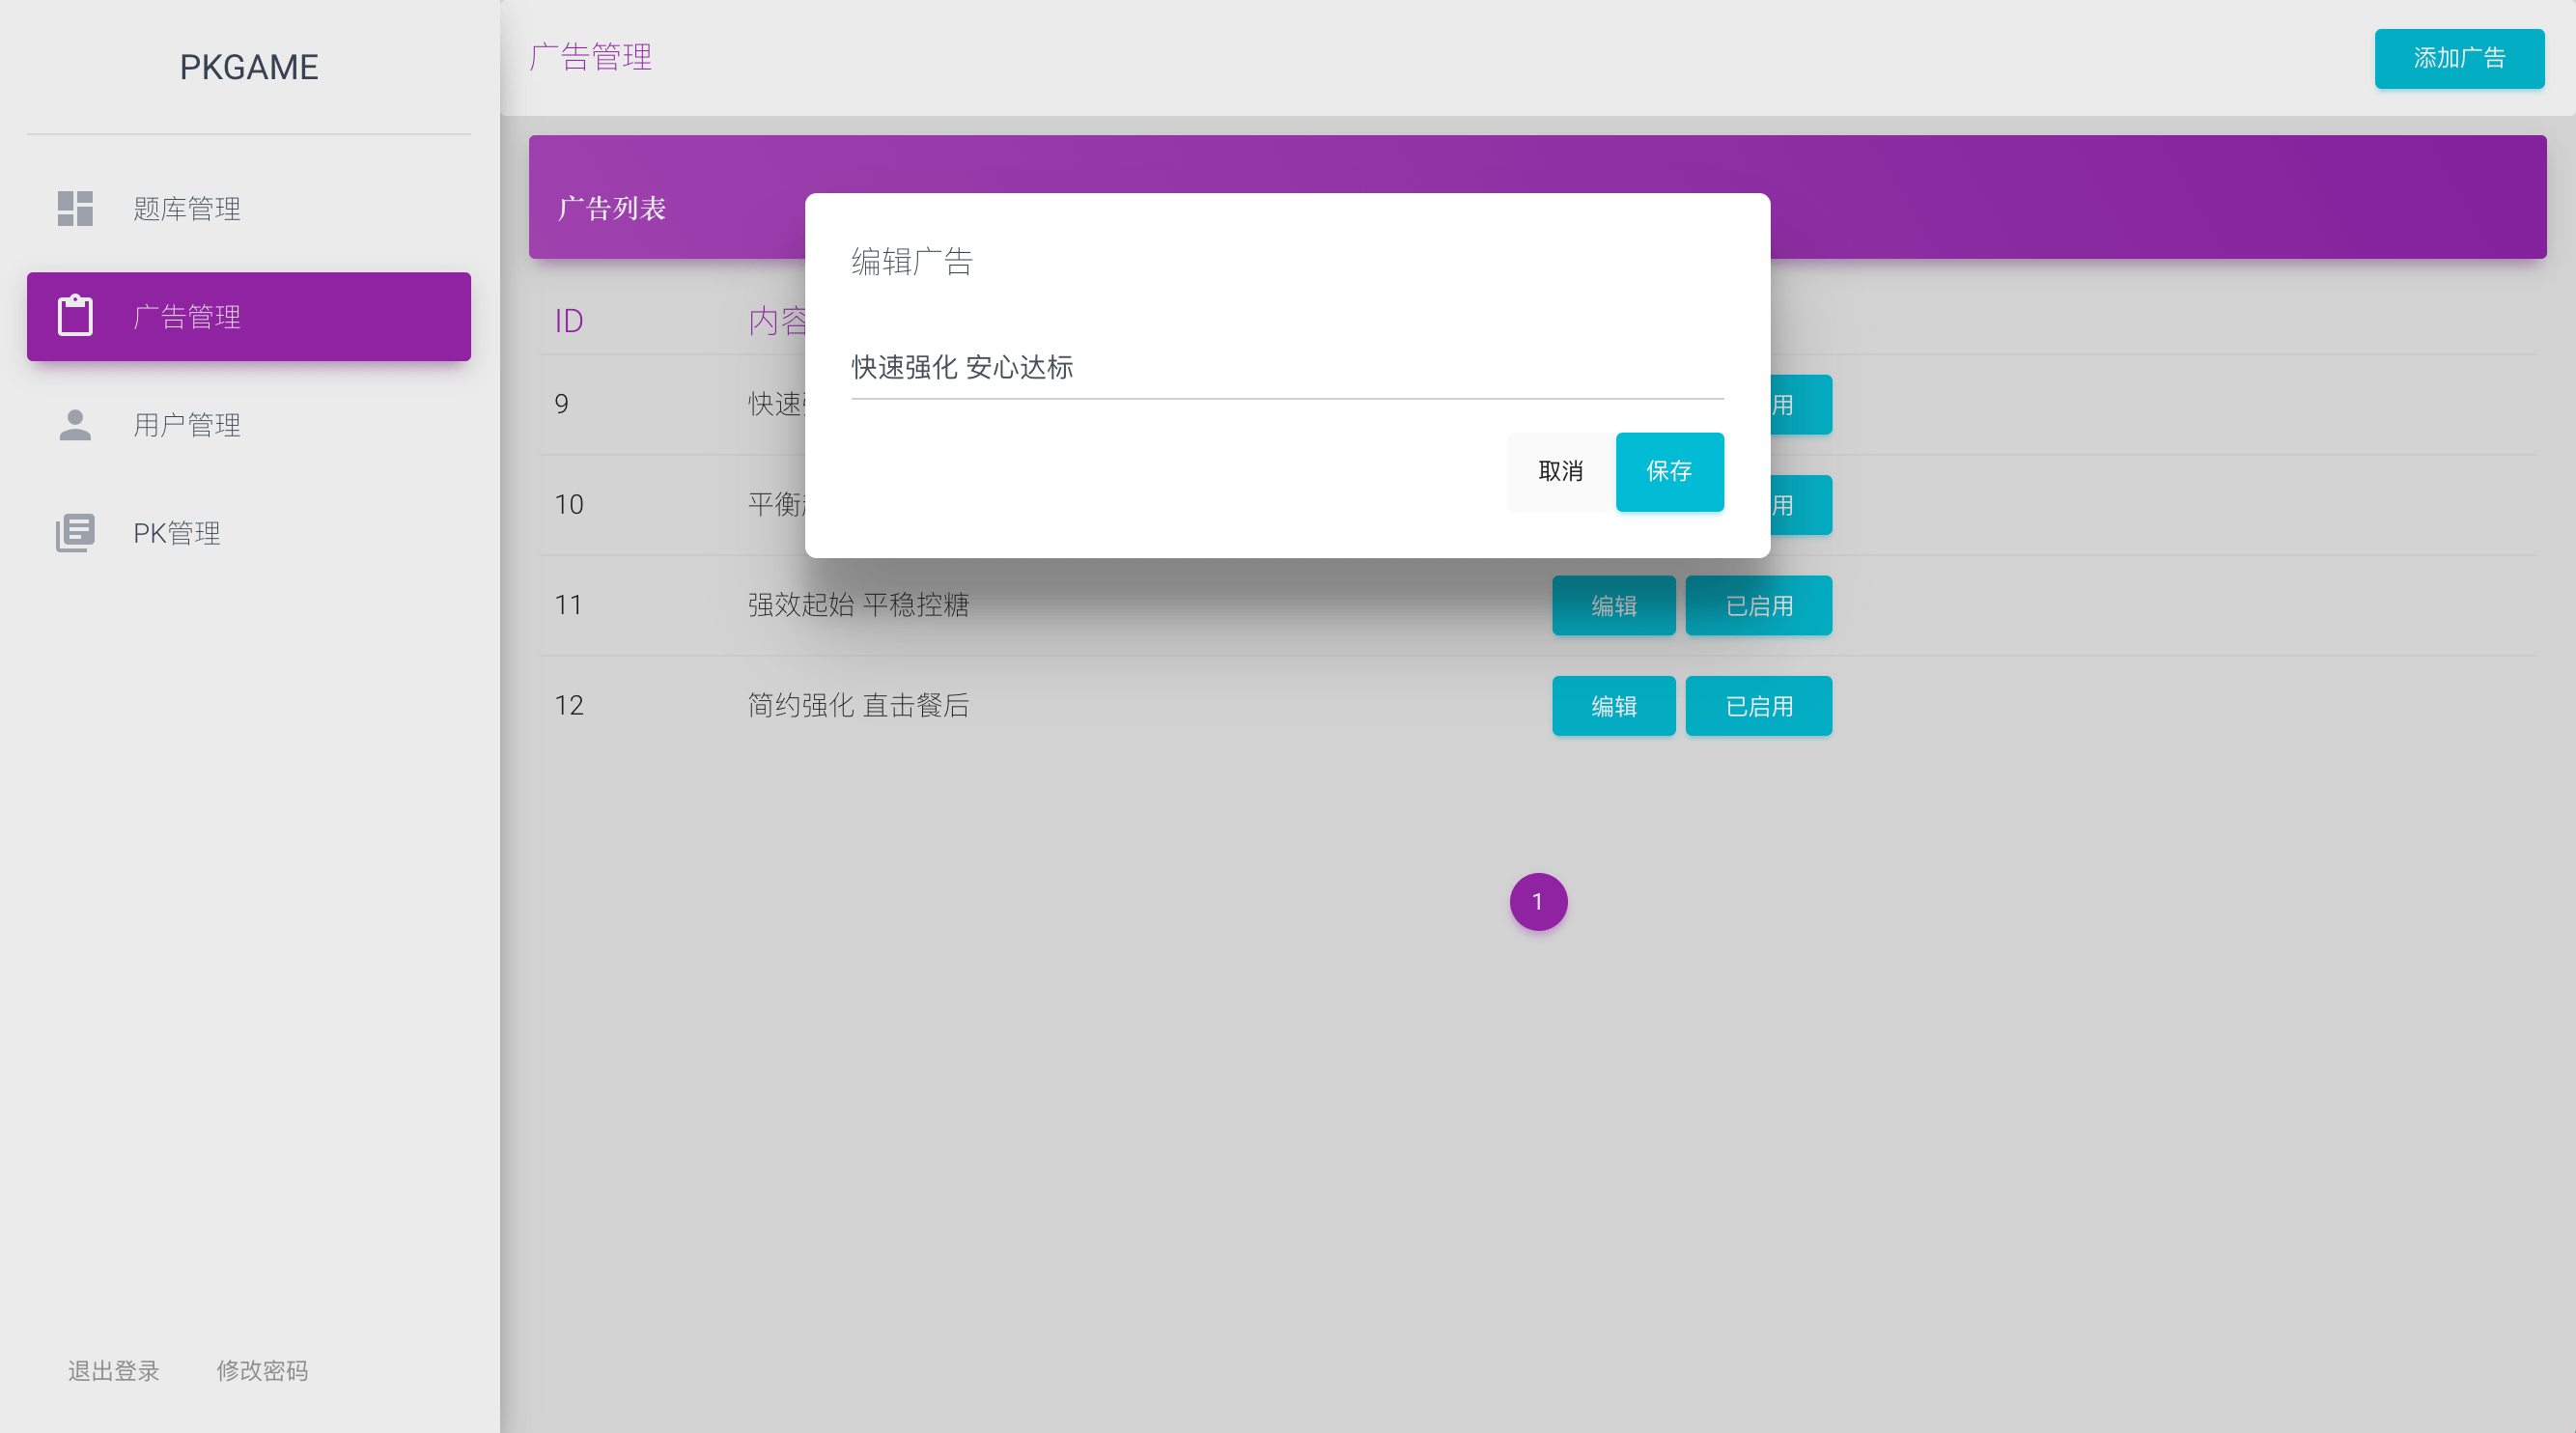 PKGAME
题库管理
广告管理
用户管理
PK管理
退出登录 修改密码
广告管理
添加广告
广告列表
ID 内容
9 快速
用
10 平衡
用
11 强效起始 平稳控糖 编辑 已启用
12 简约强化 直击餐后 编辑 已启用
1
编辑广告
快速强化 安心达标
取消 保存